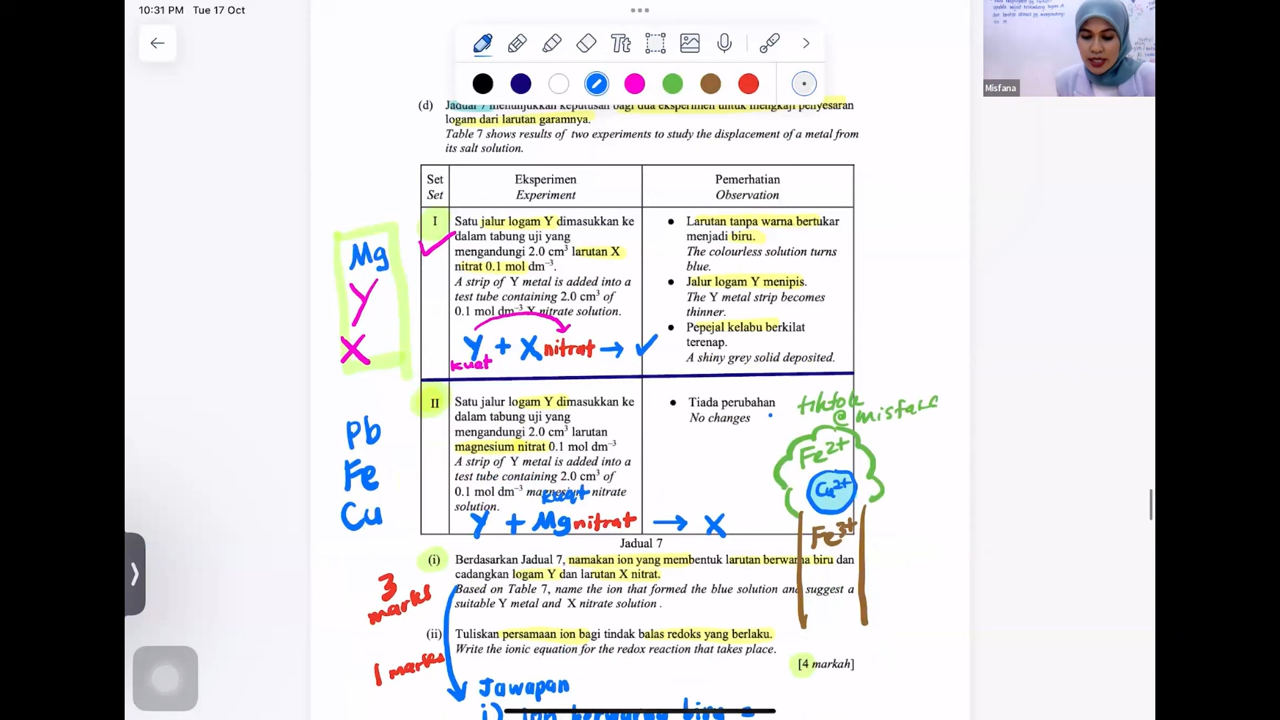 10:31 PM Tue 17 Oct
Tt
Misfana
(d) Jadual 7 menunjukkan keputusan bagi dua eksperimen untuk mengkaji penyesaran
logam dari larutan garamnya.
Table 7 shows results of two experiments to study the displacement of a metal from
its salt solution.
Set
Set
Eksperimen
Experiment
Pemerhatian
Observation
I
Satu jalur logam Y dimasukkan ke
dalam tabung uji yang
mengandungi 2.0 cm³ larutan X
nitrat 0.1 mol dm⁻³.
A strip of Y metal is added into a
test tube containing 2.0 cm³ of
0.1 mol dm⁻³ X nitrate solution.
Y + X nitrat → ✓
kuat
● Larutan tanpa warna bertukar
menjadi biru.
The colourless solution turns
blue.
● Jalur logam Y menipis.
The Y metal strip becomes
thinner.
● Pepejal kelabu berkilat
terenap.
A shiny grey solid deposited.
Mg
Y
X
II
Satu jalur logam Y dimasukkan ke
dalam tabung uji yang
mengandungi 2.0 cm³ larutan
magnesium nitrat 0.1 mol dm⁻³
A strip of Y metal is added into a
test tube containing 2.0 cm³ of
0.1 mol dm⁻³ magnesium nitrate
solution.
kuat
Y + Mg nitrat → X
● Tiada perubahan
No changes
Pb
Fe
Cu
tiktok
@misfana
Fe²⁺
Cu²⁺
Fe³⁺
Jadual 7
(i) Berdasarkan Jadual 7, namakan ion yang membentuk larutan berwarna biru dan
cadangkan logam Y dan larutan X nitrat.
Based on Table 7, name the ion that formed the blue solution and suggest a
suitable Y metal and X nitrate solution .
3
marks
(ii) Tuliskan persamaan ion bagi tindak balas redoks yang berlaku.
Write the ionic equation for the redox reaction that takes place.
1 marks
[4 markah]
Jawapan
i) ion berwarna biru =